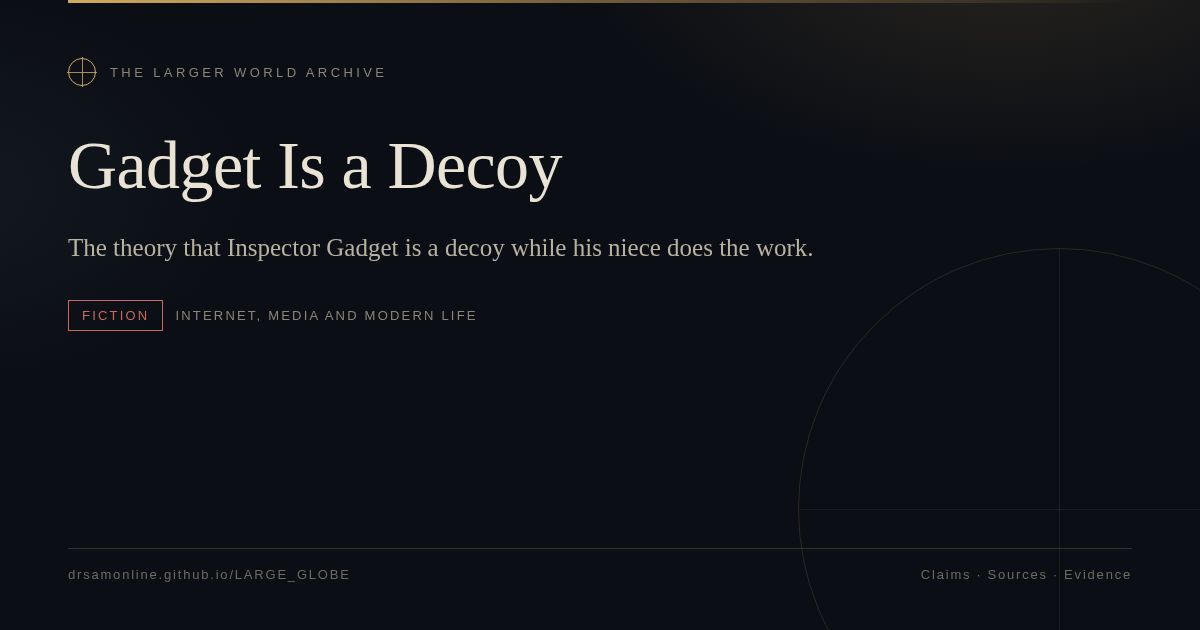 THE LARGER WORLD ARCHIVE
Gadget Is a Decoy
The theory that Inspector Gadget is a decoy while his niece does the work.
FICTION INTERNET, MEDIA AND MODERN LIFE
drsamonline.github.io/LARGE_GLOBE Claims · Sources · Evidence